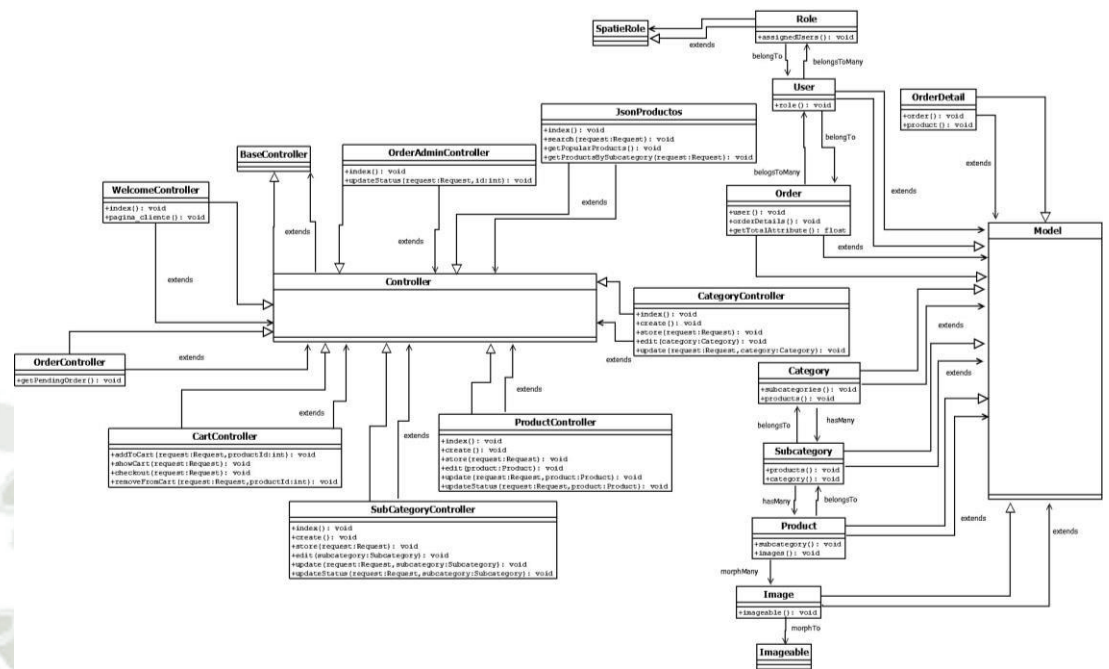 Role
+assignedUsers(): void
SpatieRole
extends
belongTo
belongsToMany
User
+role(): void
OrderDetail
+order(): void
+product(): void
JsonProductos
+index(): void
+search(request:Request): void
+getPopularProducts(): void
+getProductsBySubcategory(request:Request): void
OrderAdminController
+index(): void
+updateStatus(request:Request,id:int): void
BaseController
belongTo
belogsToMany
extends
WelcomeController
+index(): void
+pagina_cliente(): void
extends
Order
+user(): void
+orderDetails(): void
+getTotalAttribute(): float
extends
extends
extends
extends
extends
Model
extends
Controller
CategoryController
+index(): void
+create(): void
+store(request:Request): void
+edit(category:Category): void
+update(request:Request,category:Category): void
extends
extends
OrderController
+getPendingOrder(): void
extends
Category
+subcategories(): void
+products(): void
extends
extends
extends
extends
belongsTo
hasMany
CartController
+addToCart(request:Request,productId:int): void
+showCart(request:Request): void
+checkout(request:Request): void
+removeFromCart(request:Request,productId:int): void
ProductController
+index(): void
+create(): void
+store(request:Request): void
+edit(product:Product): void
+update(request:Request,product:Product): void
+updateStatus(request:Request,product:Product): void
Subcategory
+products(): void
+category(): void
hasMany
belongsTo
SubCategoryController
+index(): void
+create(): void
+store(request:Request): void
+edit(subcategory:Subcategory): void
+update(request:Request,subcategory:Subcategory): void
+updateStatus(request:Request,subcategory:Subcategory): void
Product
+subcategory(): void
+images(): void
extends
extends
morphMany
Image
+imageable(): void
morphTo
Imageable